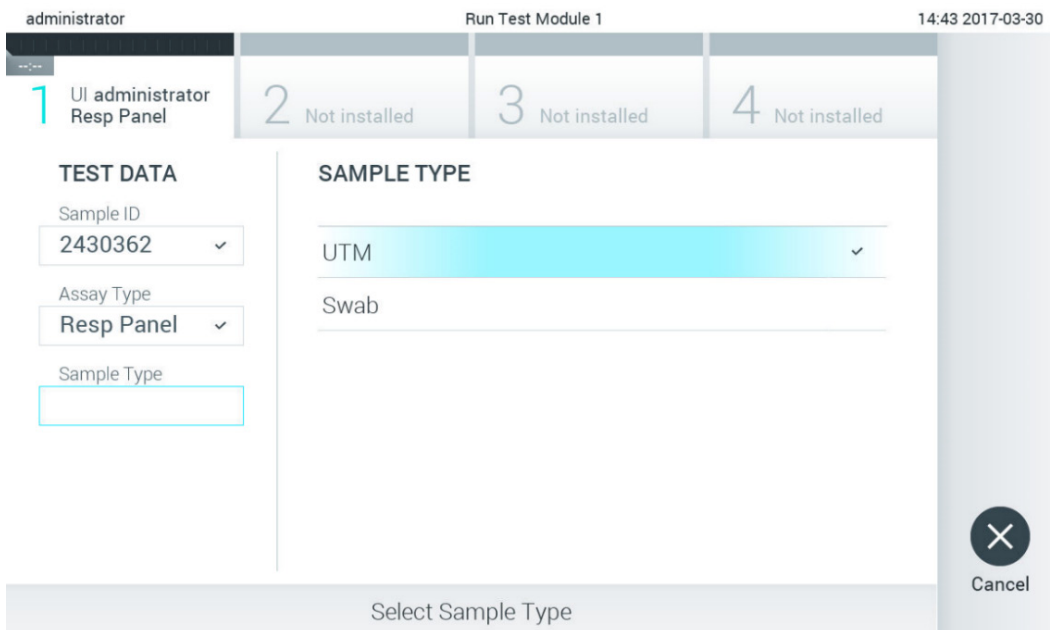 administrator Run Test Module 1 14:43 2017-03-30
--:--
1 UI administrator
Resp Panel
2 Not installed
3 Not installed
4 Not installed
TEST DATA
Sample ID
2430362
Assay Type
Resp Panel
Sample Type
SAMPLE TYPE
UTM
Swab
Cancel
Select Sample Type